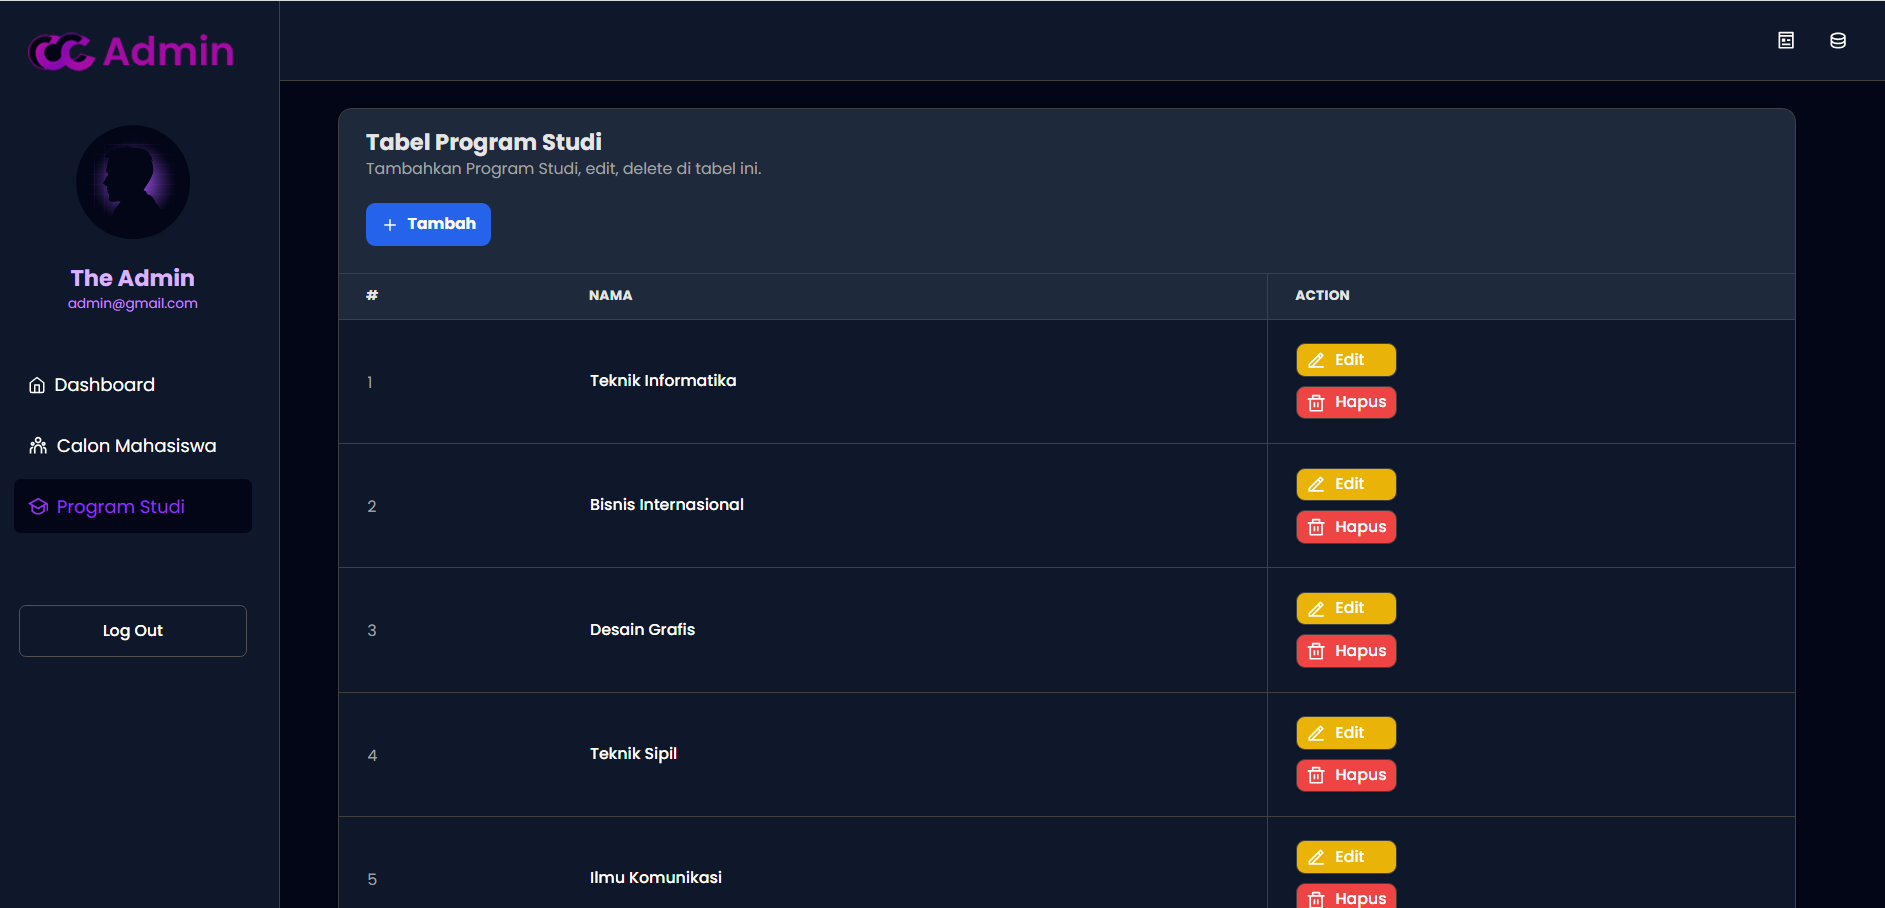 CC Admin
The Admin
admin@gmail.com
Dashboard
Calon Mahasiswa
Program Studi
Log Out
Tabel Program Studi
Tambahkan Program Studi, edit, delete di tabel ini.
+ Tambah
# NAMA ACTION
1 Teknik Informatika Edit
Hapus
2 Bisnis Internasional Edit
Hapus
3 Desain Grafis Edit
Hapus
4 Teknik Sipil Edit
Hapus
5 Ilmu Komunikasi Edit
Hapus